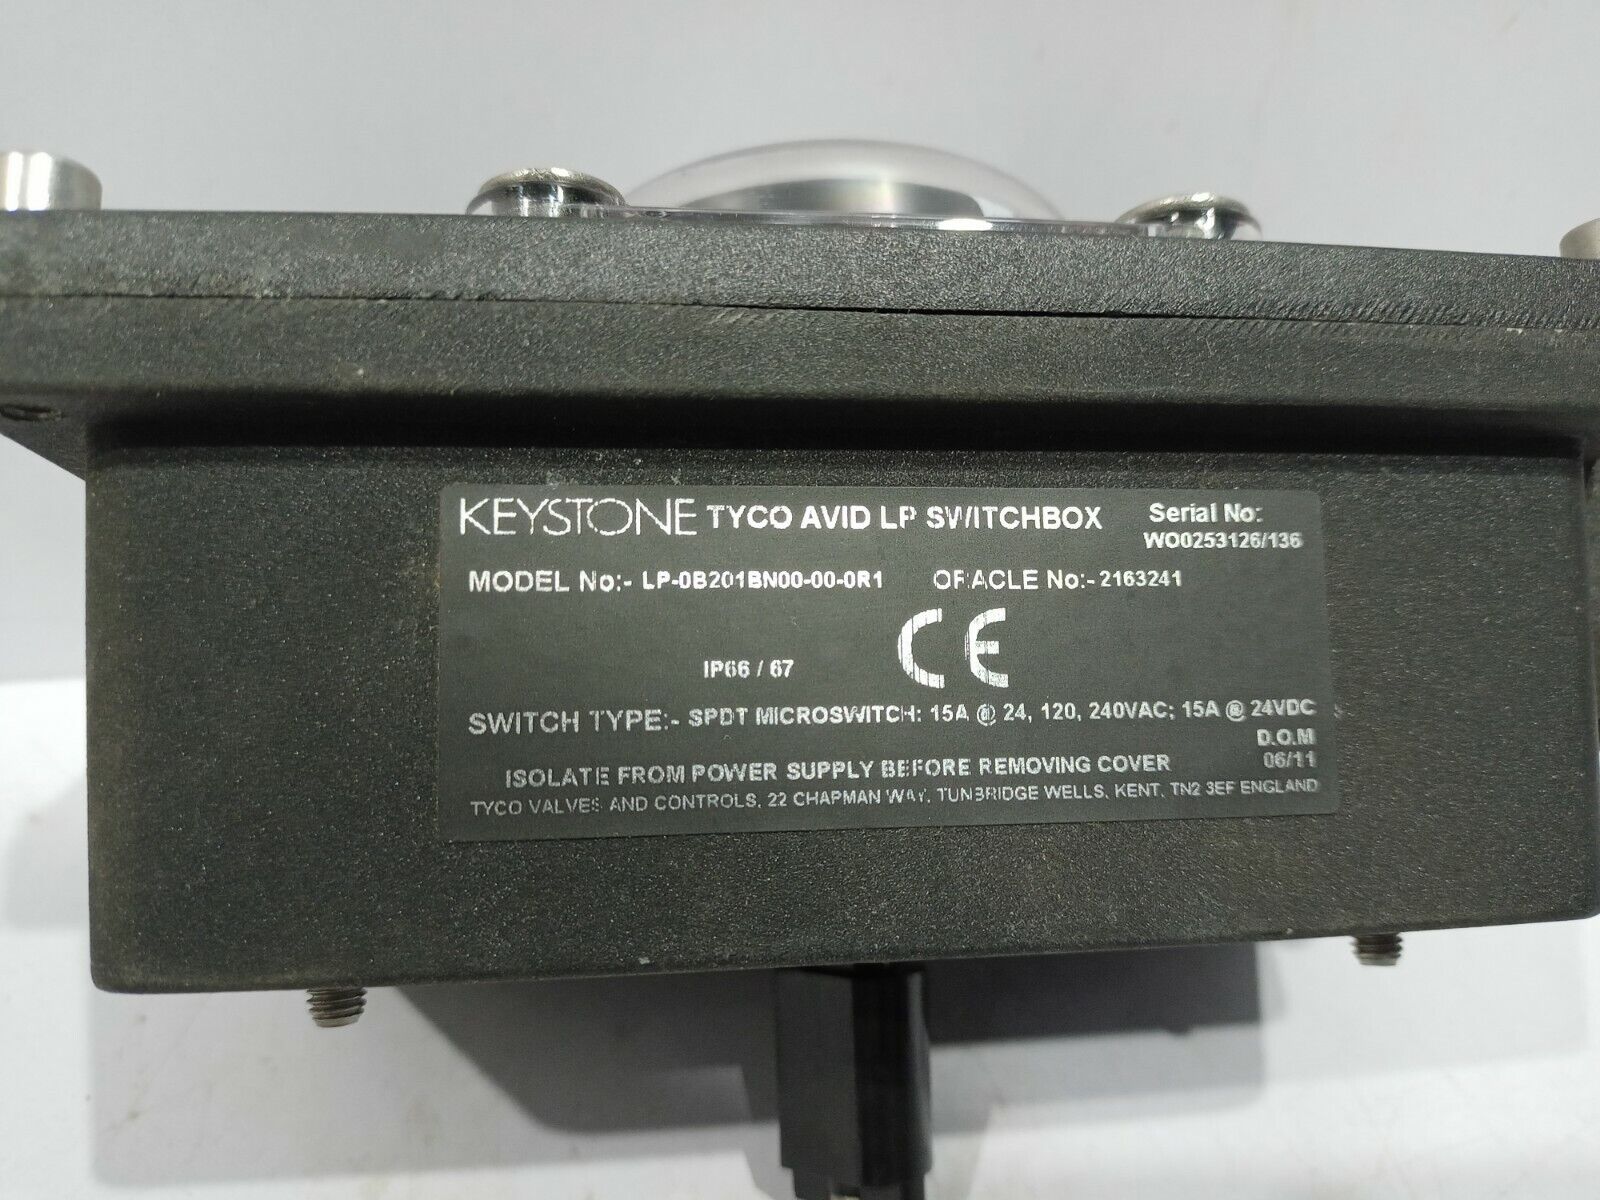 KEYSTONE TYCO AVID LP SWITCHBOX Serial No:
WO0253126/136
MODEL No:- LP-0B201BN00-00-0R1 ORACLE No:- 2163241
IP66 / 67 CE
SWITCH TYPE:- SPDT MICROSWITCH: 15A @ 24, 120, 240VAC; 15A @ 24VDC
D.O.M
ISOLATE FROM POWER SUPPLY BEFORE REMOVING COVER 06/11
TYCO VALVES AND CONTROLS, 22 CHAPMAN WAY, TUNBRIDGE WELLS, KENT, TN2 3EF ENGLAND